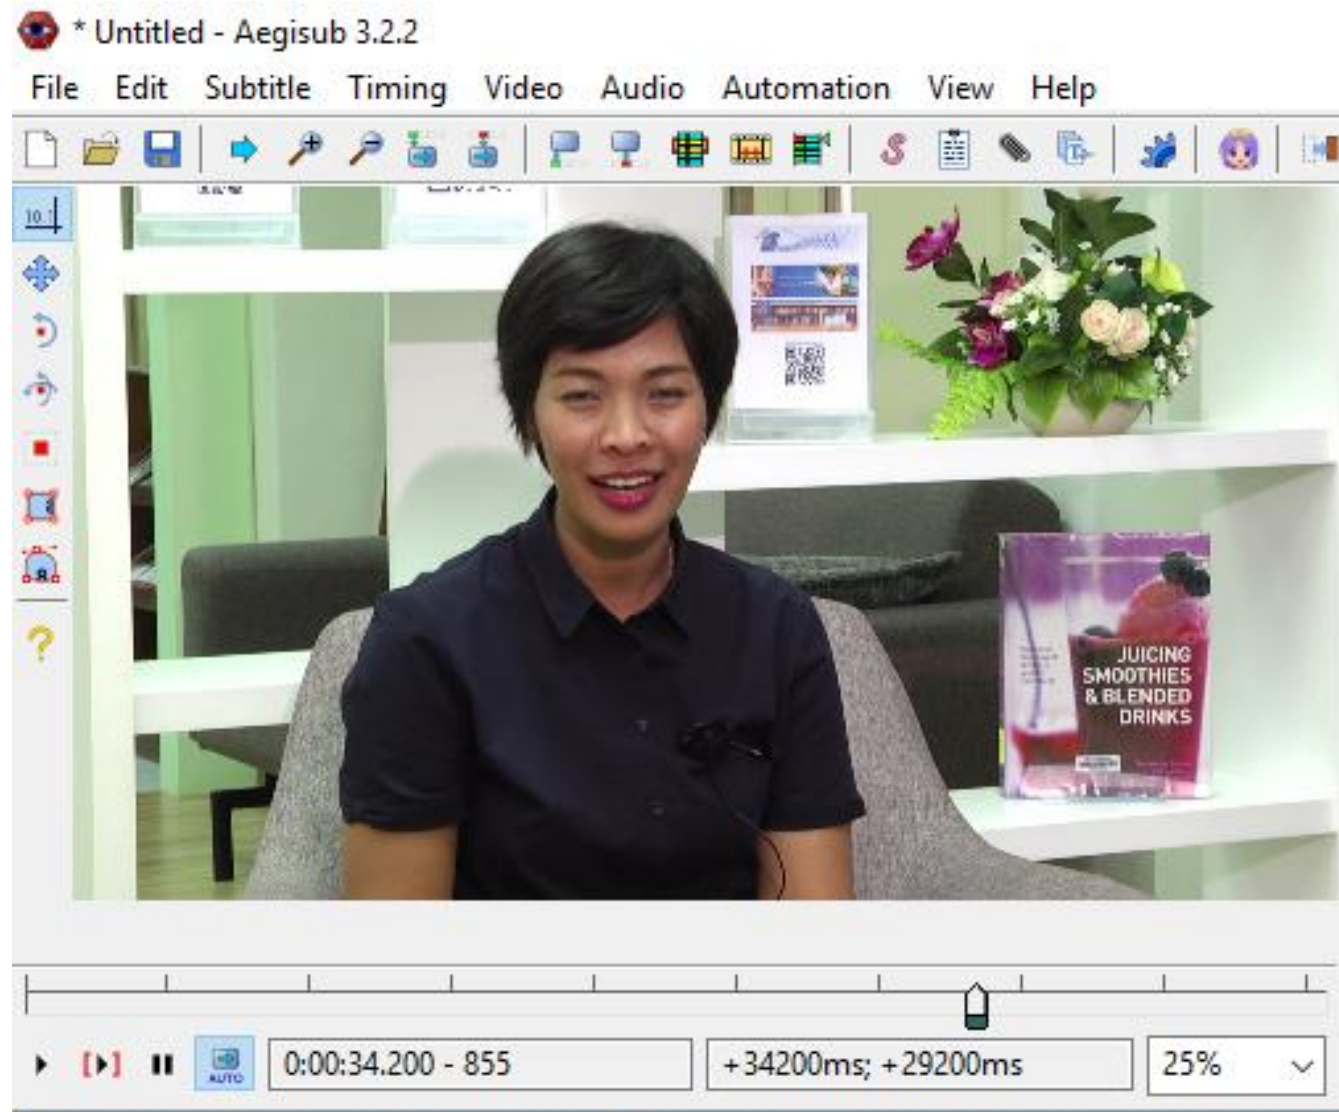 * Untitled - Aegisub 3.2.2
File Edit Subtitle Timing Video Audio Automation View Help
JUICING
SMOOTHIES
& BLENDED
DRINKS
AUTO
0:00:34.200 - 855
+34200ms; +29200ms
25%